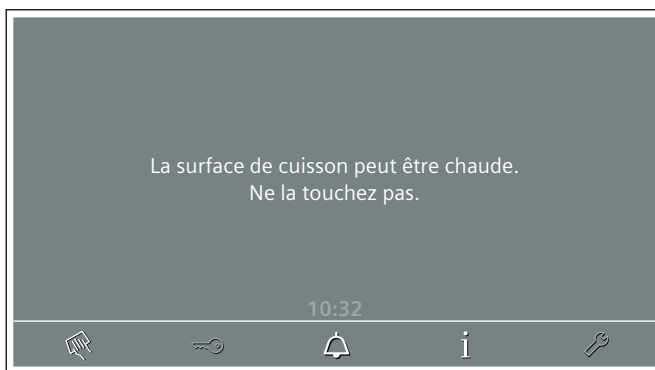 La surface de cuisson peut être chaude.
Ne la touchez pas.
10:32
i